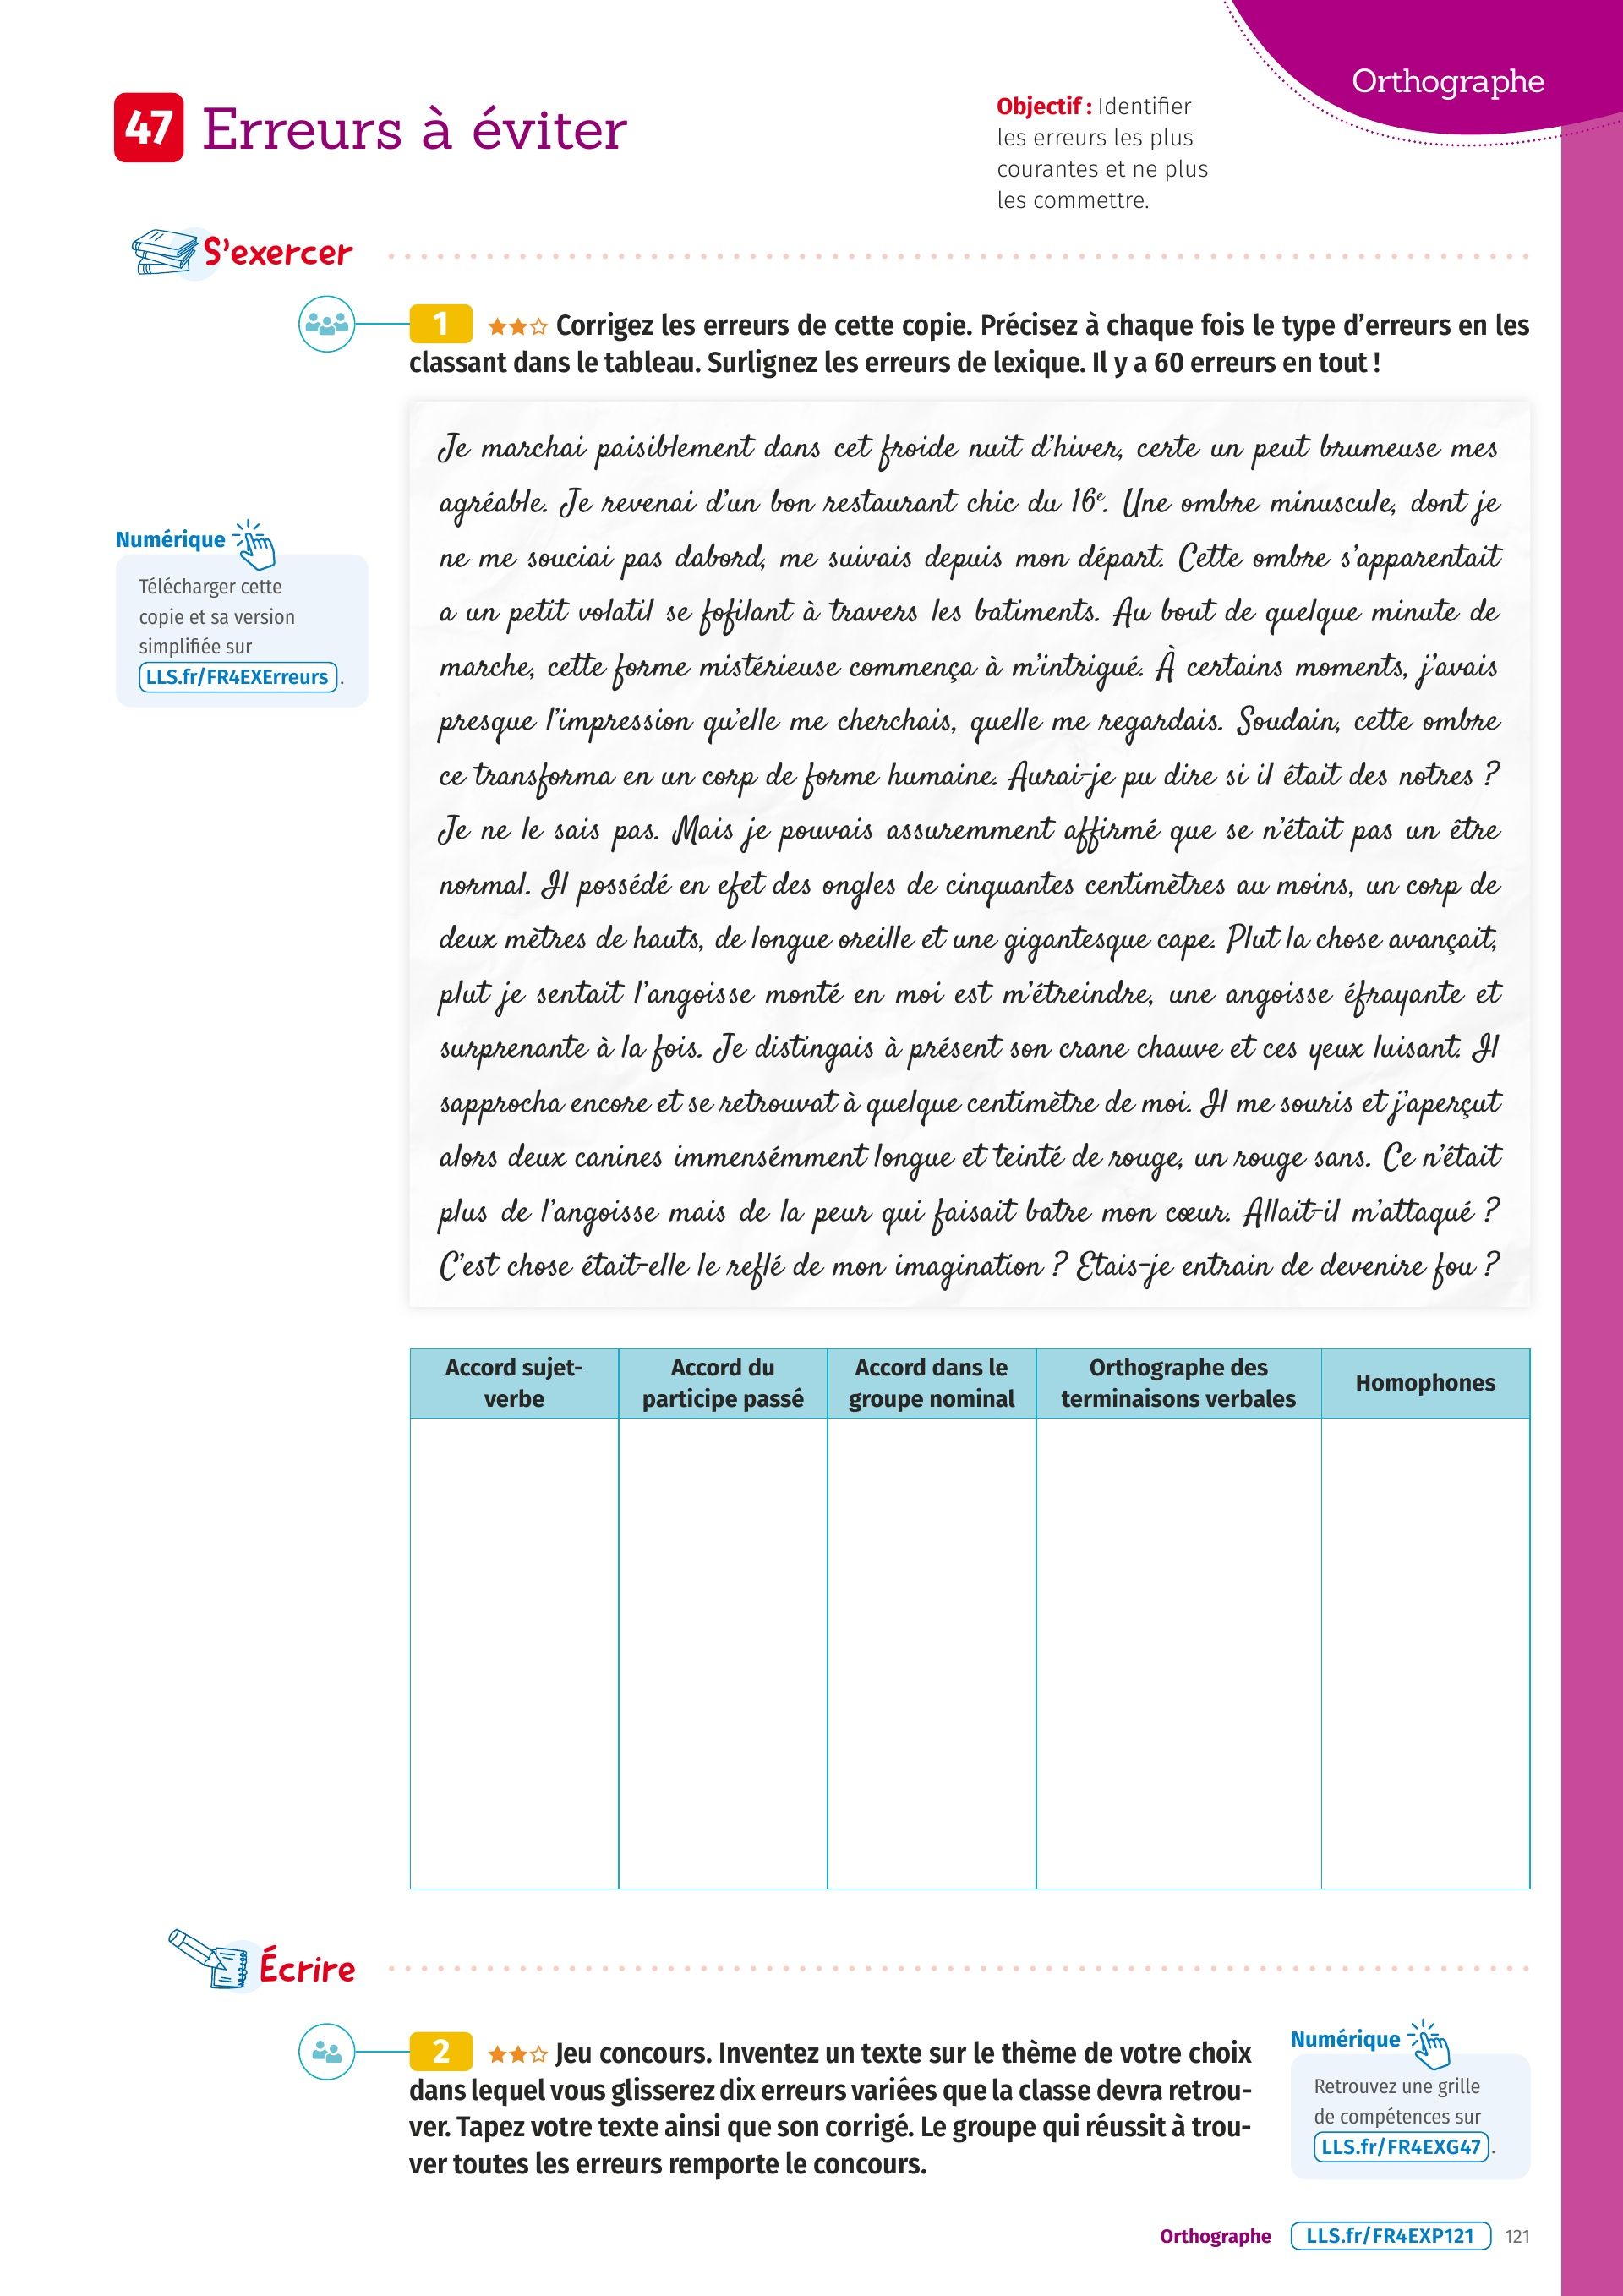 Orthographe
47 Erreurs à éviter
Objectif : Identifier
les erreurs les plus
courantes et ne plus
les commettre.
S'exercer
1 ★★☆ Corrigez les erreurs de cette copie. Précisez à chaque fois le type d'erreurs en les
classant dans le tableau. Surlignez les erreurs de lexique. Il y a 60 erreurs en tout !
Numérique
Télécharger cette
copie et sa version
simplifiée sur
LLS.fr/FR4EXErreurs.
Je marchai paisiblement dans cet froide nuit d'hiver, certe un peut brumeuse mes
agréable. Je revenai d'un bon restaurant chic du 16e. Une ombre minuscule, dont je
ne me souciai pas dabord, me suivais depuis mon départ. Cette ombre s'apparentait
a un petit volatil se fofilant à travers les batiments. Au bout de quelque minute de
marche, cette forme mistérieuse commença à m'intrigué. À certains moments, j'avais
presque l'impression qu'elle me cherchais, quelle me regardais. Soudain, cette ombre
ce transforma en un corp de forme humaine. Aurai-je pu dire si il était des notres ?
Je ne le sais pas. Mais je pouvais assuremment affirmé que se n'était pas un être
normal. Il possédé en efet des ongles de cinquantes centimètres au moins, un corp de
deux mètres de hauts, de longue oreille et une gigantesque cape. Plut la chose avançait,
plut je sentait l'angoisse monté en moi est m'étreindre, une angoisse éfrayante et
surprenante à la fois. Je distingais à présent son crane chauve et ces yeux luisant. Il
sapprocha encore et se retrouvat à quelque centimètre de moi. Il me souris et j'aperçut
alors deux canines immensémment longue et teinté de rouge, un rouge sans. Ce n'était
plus de l'angoisse mais de la peur qui faisait batre mon cœur. Allait-il m'attaqué ?
C'est chose était-elle le reflé de mon imagination ? Etais-je entrain de devenire fou ?
Accord sujet-
verbe
Accord du
participe passé
Accord dans le
groupe nominal
Orthographe des
terminaisons verbales
Homophones
Écrire
2 ★★☆ Jeu concours. Inventez un texte sur le thème de votre choix
dans lequel vous glisserez dix erreurs variées que la classe devra retrou-
ver. Tapez votre texte ainsi que son corrigé. Le groupe qui réussit à trou-
ver toutes les erreurs remporte le concours.
Numérique
Retrouvez une grille
de compétences sur
LLS.fr/FR4EXG47.
Orthographe LLS.fr/FR4EXP121 121